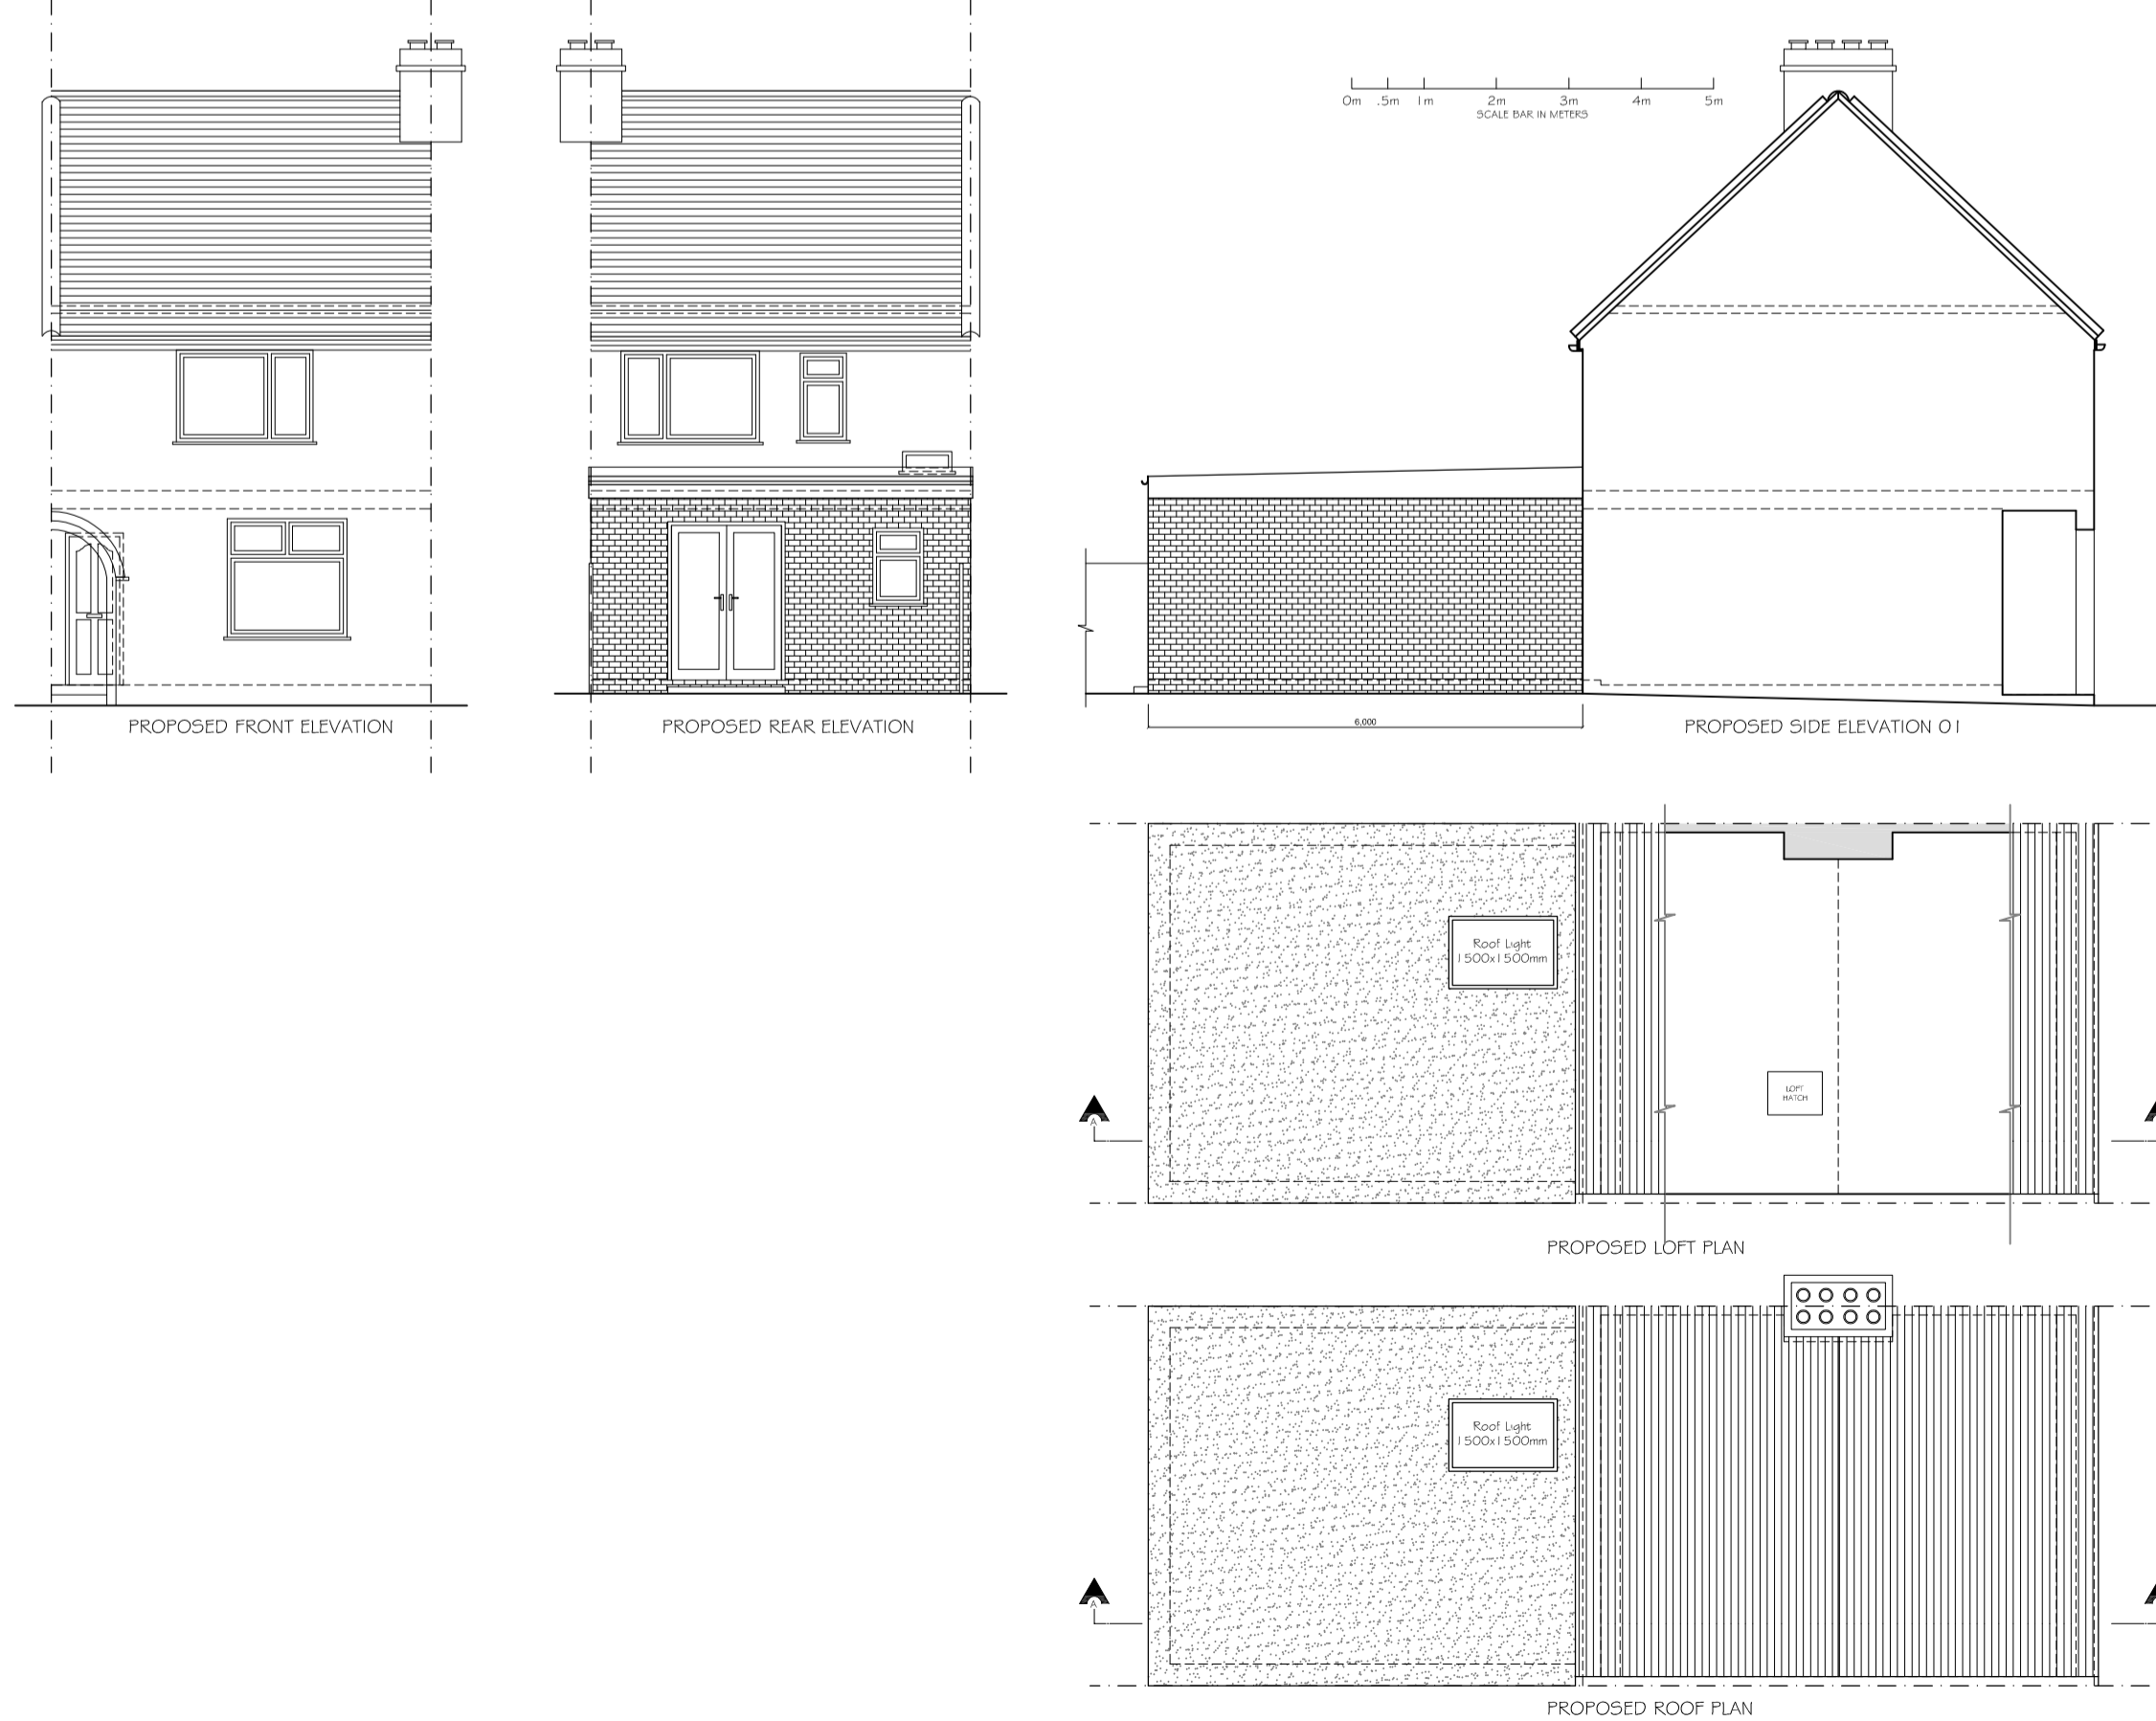 0m .5m 1m 2m 3m 4m 5m
SCALE BAR IN METERS
PROPOSED FRONT ELEVATION
PROPOSED REAR ELEVATION
6,000
PROPOSED SIDE ELEVATION 01
Roof Light
1500x1500mm
LOFT
HATCH
A
PROPOSED LOFT PLAN
Roof Light
1500x1500mm
A
PROPOSED ROOF PLAN